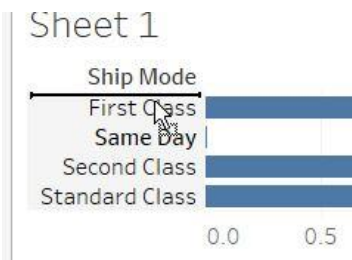 Sheet 1
Ship Mode
First Class
Same Day
Second Class
Standard Class
0.0 0.5